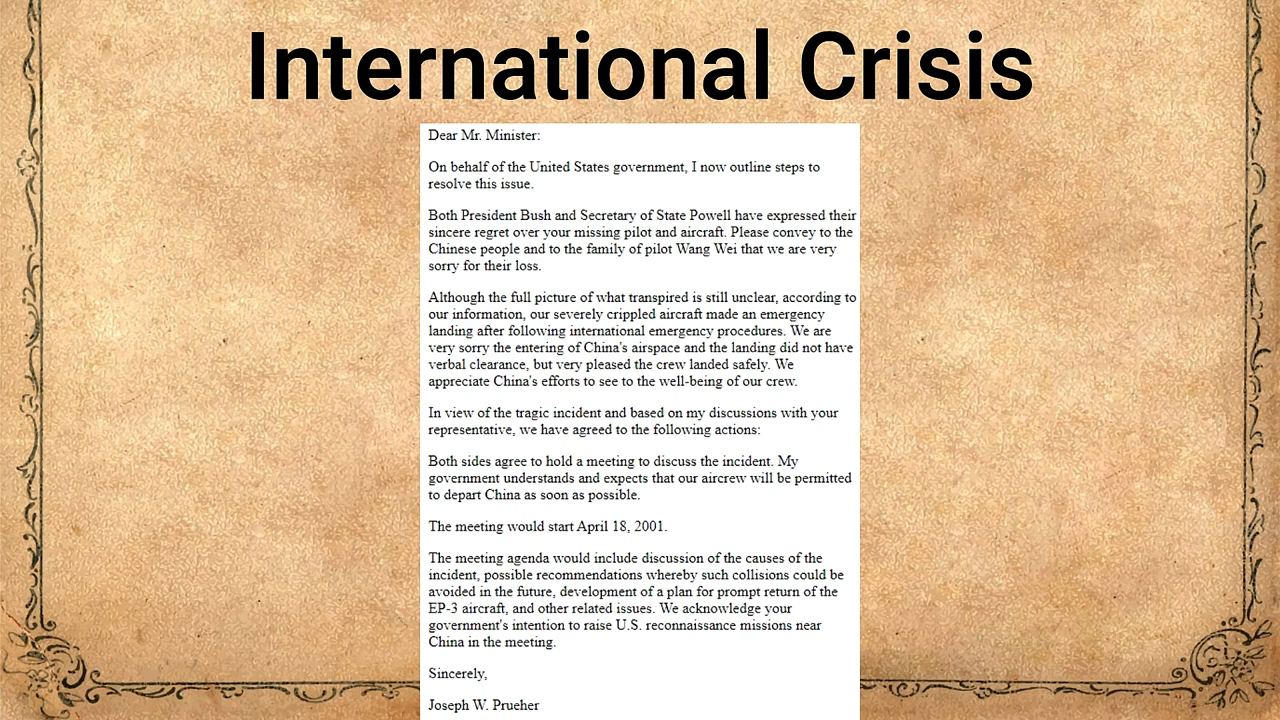 International Crisis
Dear Mr. Minister:
On behalf of the United States government, I now outline steps to
resolve this issue.
Both President Bush and Secretary of State Powell have expressed their
sincere regret over your missing pilot and aircraft. Please convey to the
Chinese people and to the family of pilot Wang Wei that we are very
sorry for their loss.
Although the full picture of what transpired is still unclear, according to
our information, our severely crippled aircraft made an emergency
landing after following international emergency procedures. We are
very sorry the entering of China's airspace and the landing did not have
verbal clearance, but very pleased the crew landed safely. We
appreciate China's efforts to see to the well-being of our crew.
In view of the tragic incident and based on my discussions with your
representative, we have agreed to the following actions:
Both sides agree to hold a meeting to discuss the incident. My
government understands and expects that our aircrew will be permitted
to depart China as soon as possible.
The meeting would start April 18, 2001.
The meeting agenda would include discussion of the causes of the
incident, possible recommendations whereby such collisions could be
avoided in the future, development of a plan for prompt return of the
EP-3 aircraft, and other related issues. We acknowledge your
government's intention to raise U.S. reconnaissance missions near
China in the meeting.
Sincerely,
Joseph W. Prueher